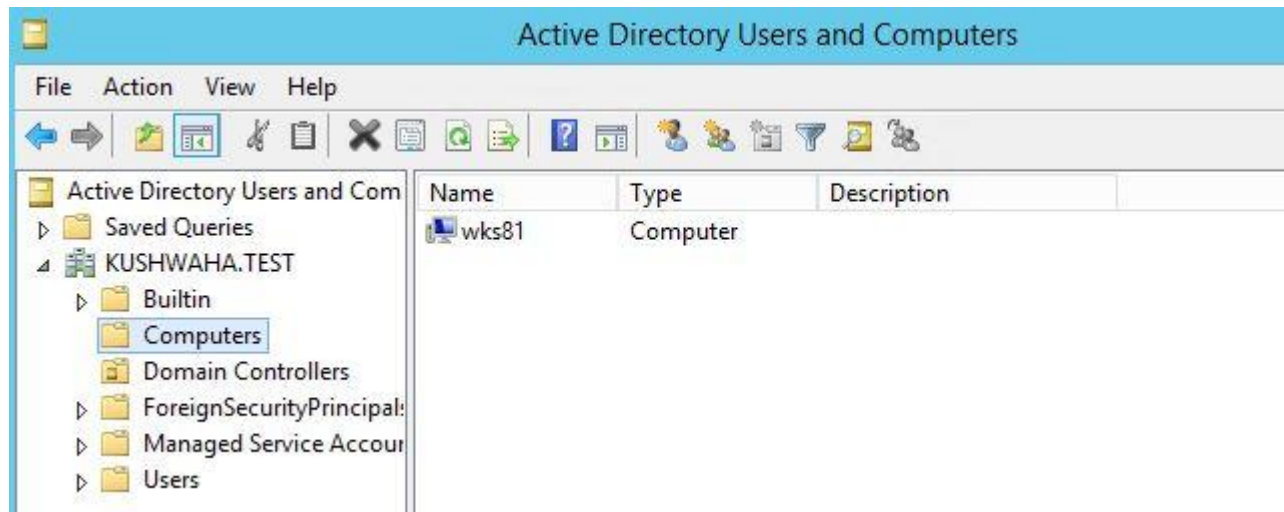 Active Directory Users and Computers
File Action View Help
Active Directory Users and Com
Saved Queries
KUSHWAHA.TEST
Builtin
Computers
Domain Controllers
ForeignSecurityPrincipals
Managed Service Accour
Users
Name Type Description
wks81 Computer